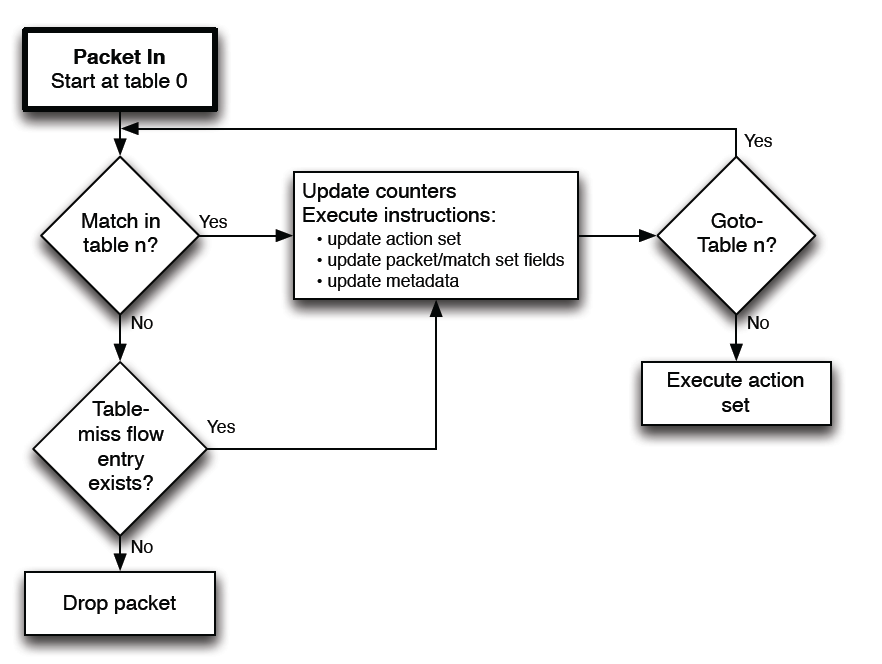 Packet In
Start at table 0
Match in
table n?
Yes
No
Update counters
Execute instructions:
• update action set
• update packet/match set fields
• update metadata
Goto-
Table n?
Yes
No
Execute action
set
Table-
miss flow
entry
exists?
Yes
No
Drop packet